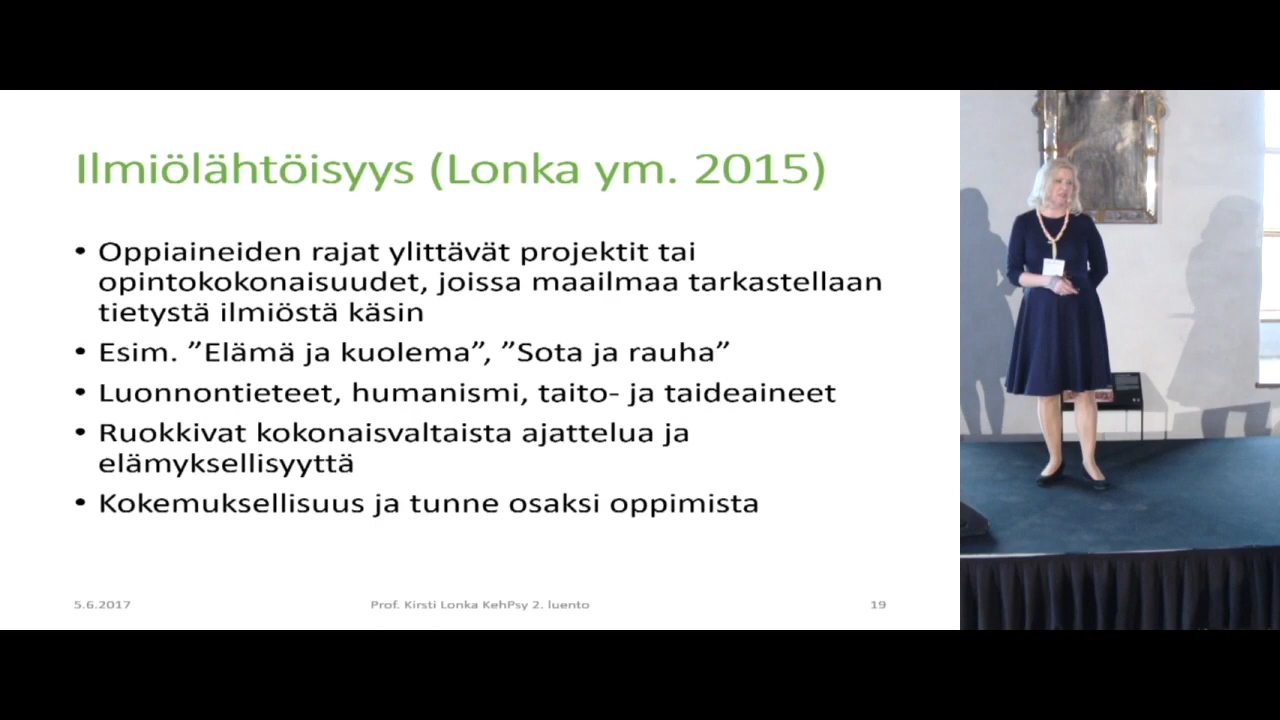 Ilmiölähtöisyys (Lonka ym. 2015)
• Oppiaineiden rajat ylittävät projektit tai
opintokokonaisuudet, joissa maailmaa tarkastellaan
tietystä ilmiöstä käsin
• Esim. ”Elämä ja kuolema”, ”Sota ja rauha”
• Luonnontieteet, humanismi, taito- ja taideaineet
• Ruokkivat kokonaisvaltaista ajattelua ja
elämyksellisyyttä
• Kokemuksellisuus ja tunne osaksi oppimista
5.6.2017 Prof. Kirsti Lonka KehPsy 2. luento 19